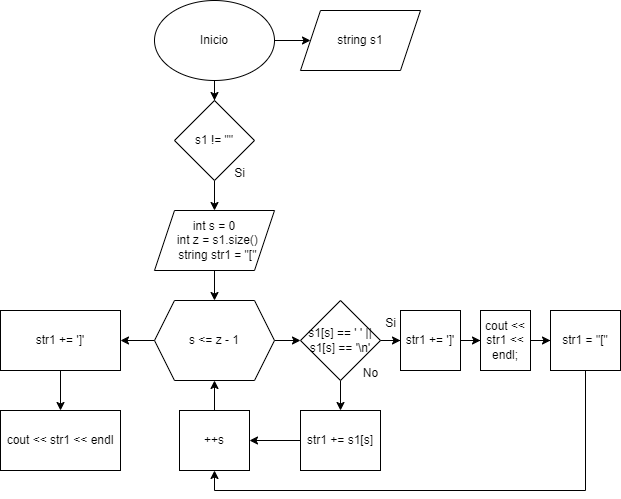 Inicio
string s1
s1 != ""
Si
int s = 0
int z = s1.size()
string str1 = "["
str1 += ']'
s <= z - 1
s1[s] == ' ' ||
s1[s] == '\n'
Si
str1 += ']'
cout <<
str1 <<
endl;
str1 = "["
No
cout << str1 << endl
++s
str1 += s1[s]